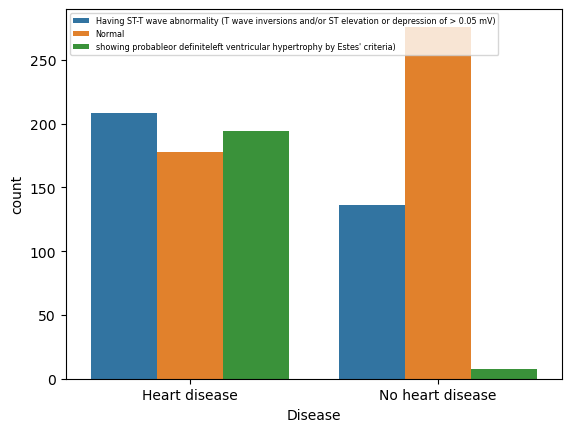 Having ST-T wave abnormality (T wave inversions and/or ST elevation or depression of > 0.05 mV)
Normal
showing probableor definiteleft ventricular hypertrophy by Estes' criteria)
250
200
150
100
50
0
count
Heart disease
No heart disease
Disease